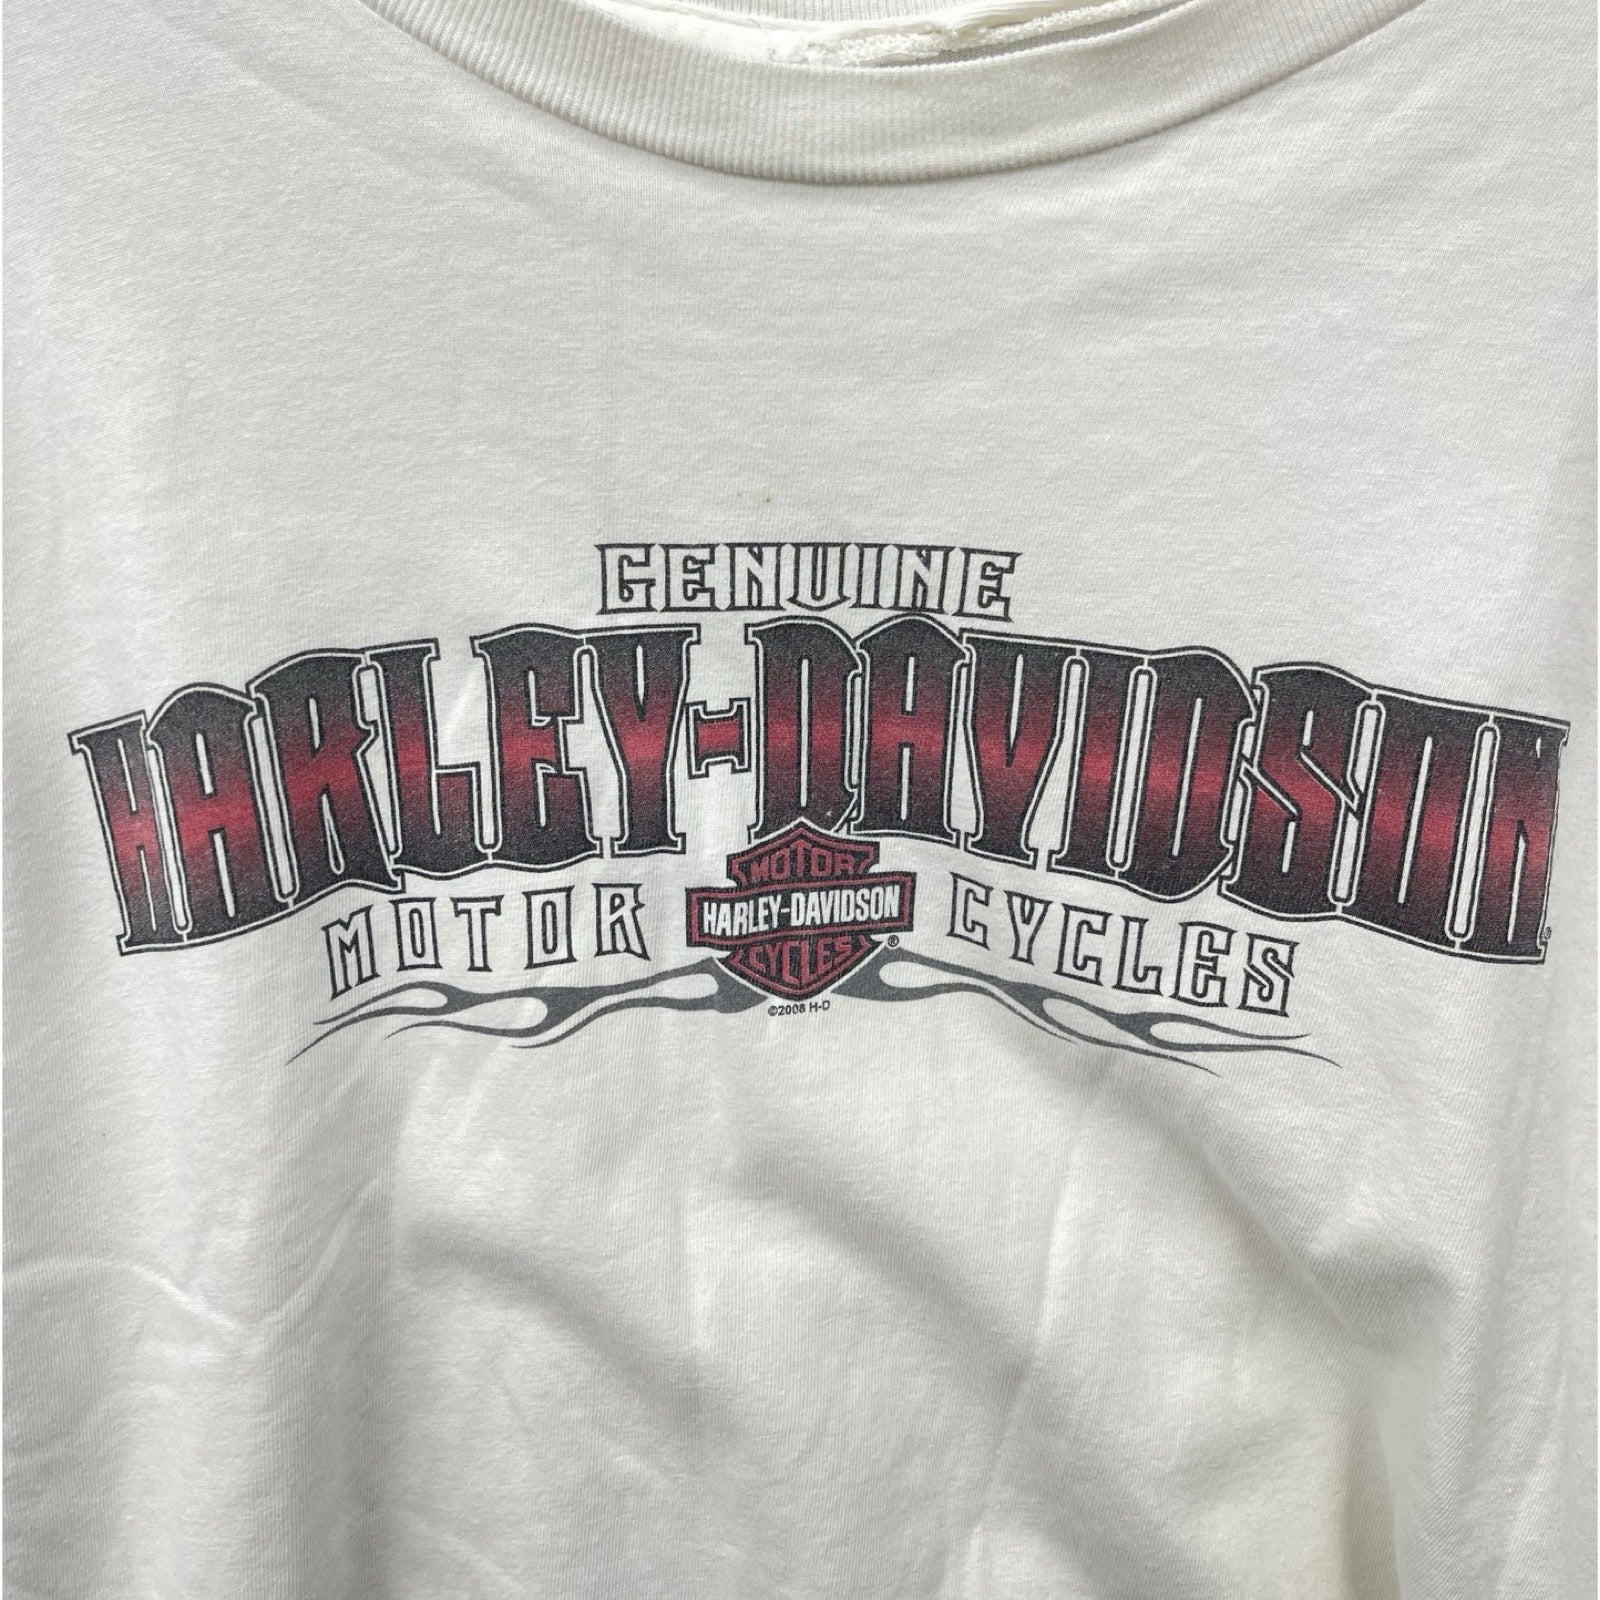 GENUINE
HARLEY-DAVIDSON®
MOTOR CYCLES
MOTOR
HARLEY-DAVIDSON
CYCLES
®
©2008 H-D